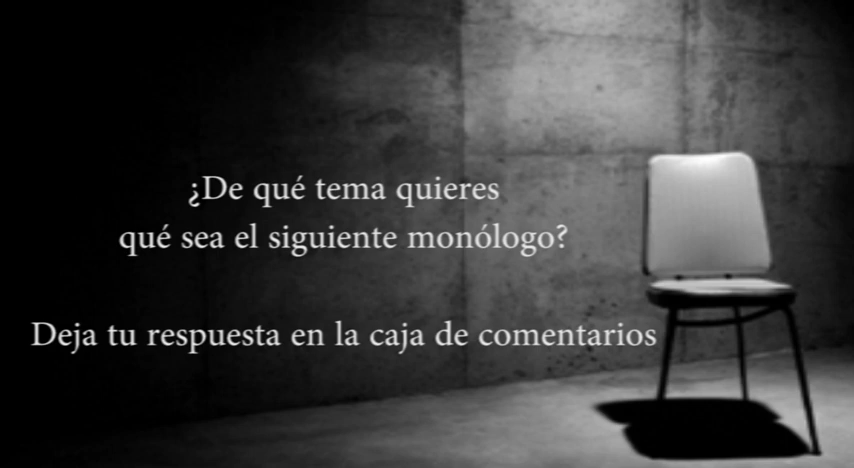 ¿De qué tema quieres
qué sea el siguiente monólogo?
Deja tu respuesta en la caja de comentarios